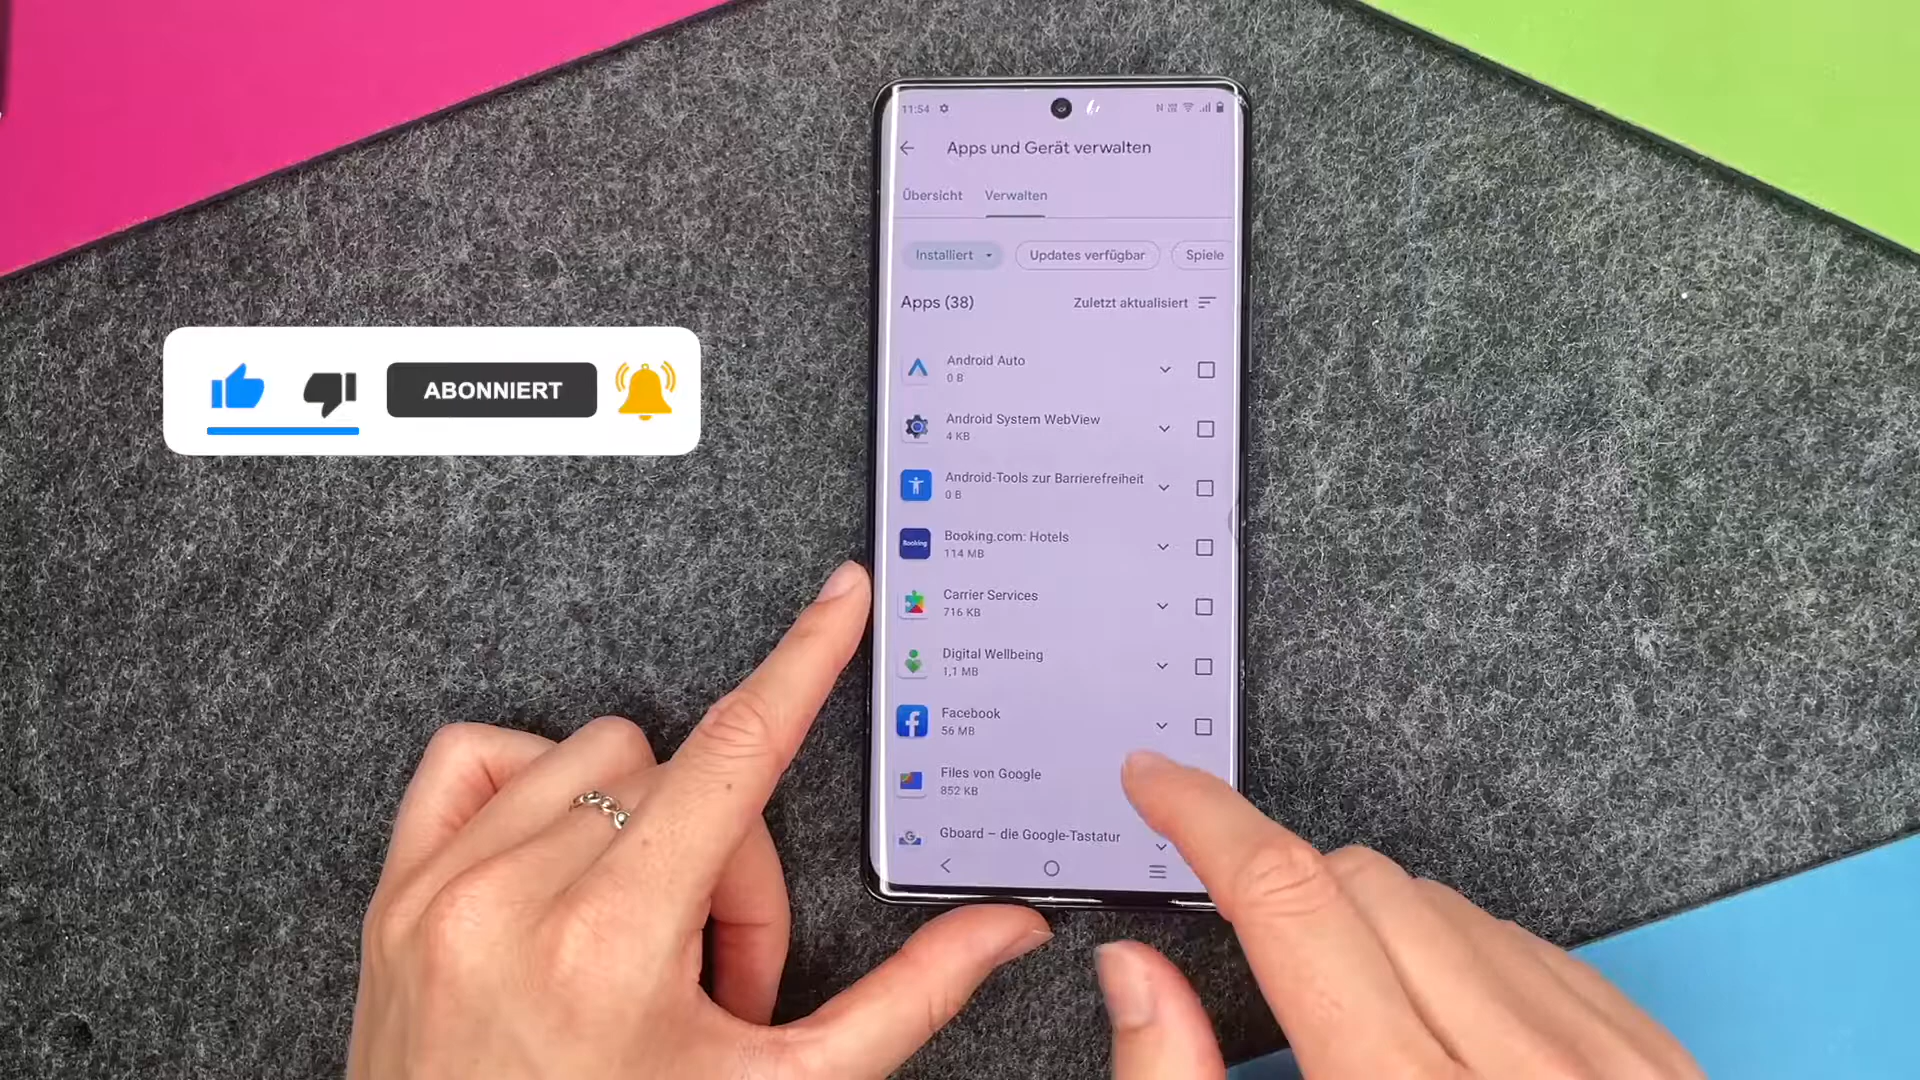 11:54
Apps und Gerät verwalten
Übersicht
Verwalten
Installiert
Updates verfügbar
Spiele
Apps (38)
Zuletzt aktualisiert
Android Auto
0 B
Android System WebView
4 KB
Android-Tools zur Barrierefreiheit
0 B
Booking
Booking.com: Hotels
114 MB
Carrier Services
716 KB
Digital Wellbeing
1,1 MB
Facebook
56 MB
Files von Google
852 KB
Gboard – die Google-Tastatur
ABONNIERT